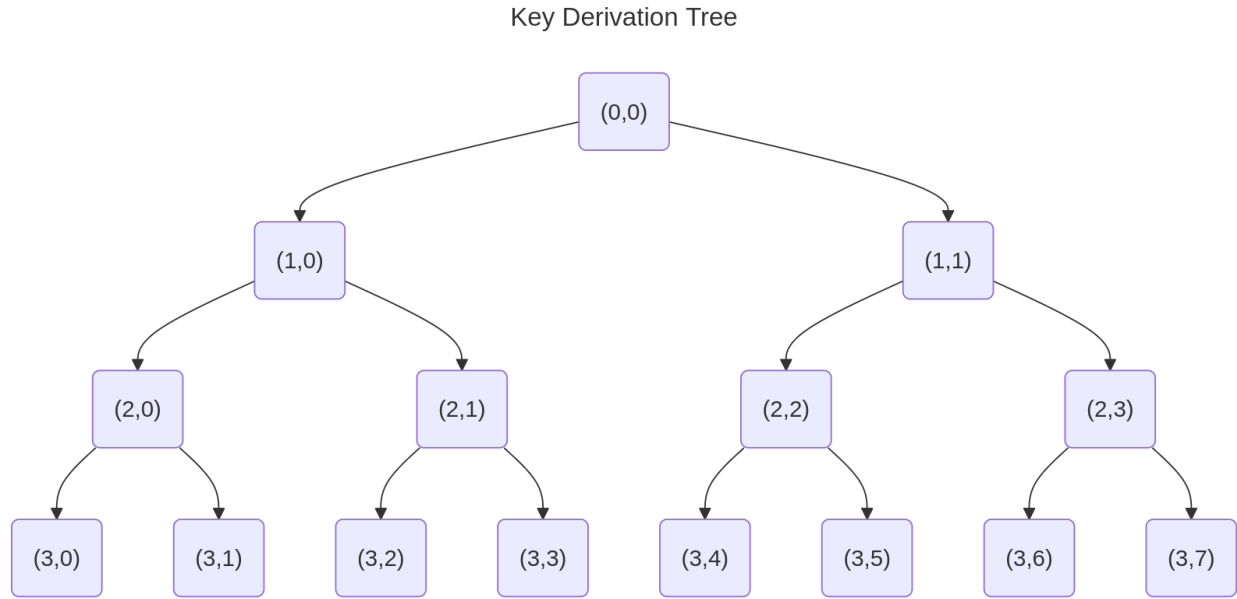 Key Derivation Tree
(0,0)
(1,0) (1,1)
(2,0) (2,1) (2,2) (2,3)
(3,0) (3,1) (3,2) (3,3) (3,4) (3,5) (3,6) (3,7)